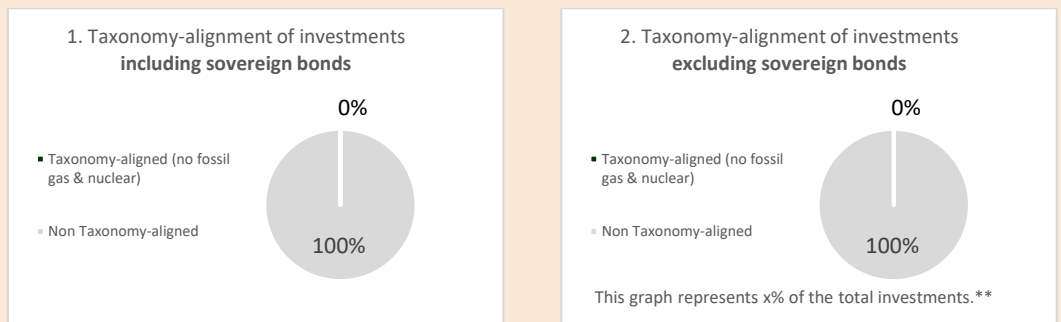 1. Taxonomy-alignment of investments
including sovereign bonds
0%
Taxonomy-aligned (no fossil
gas & nuclear)
Non Taxonomy-aligned
100%
2. Taxonomy-alignment of investments
excluding sovereign bonds
0%
Taxonomy-aligned (no fossil
gas & nuclear)
Non Taxonomy-aligned
100%
This graph represents x% of the total investments.**